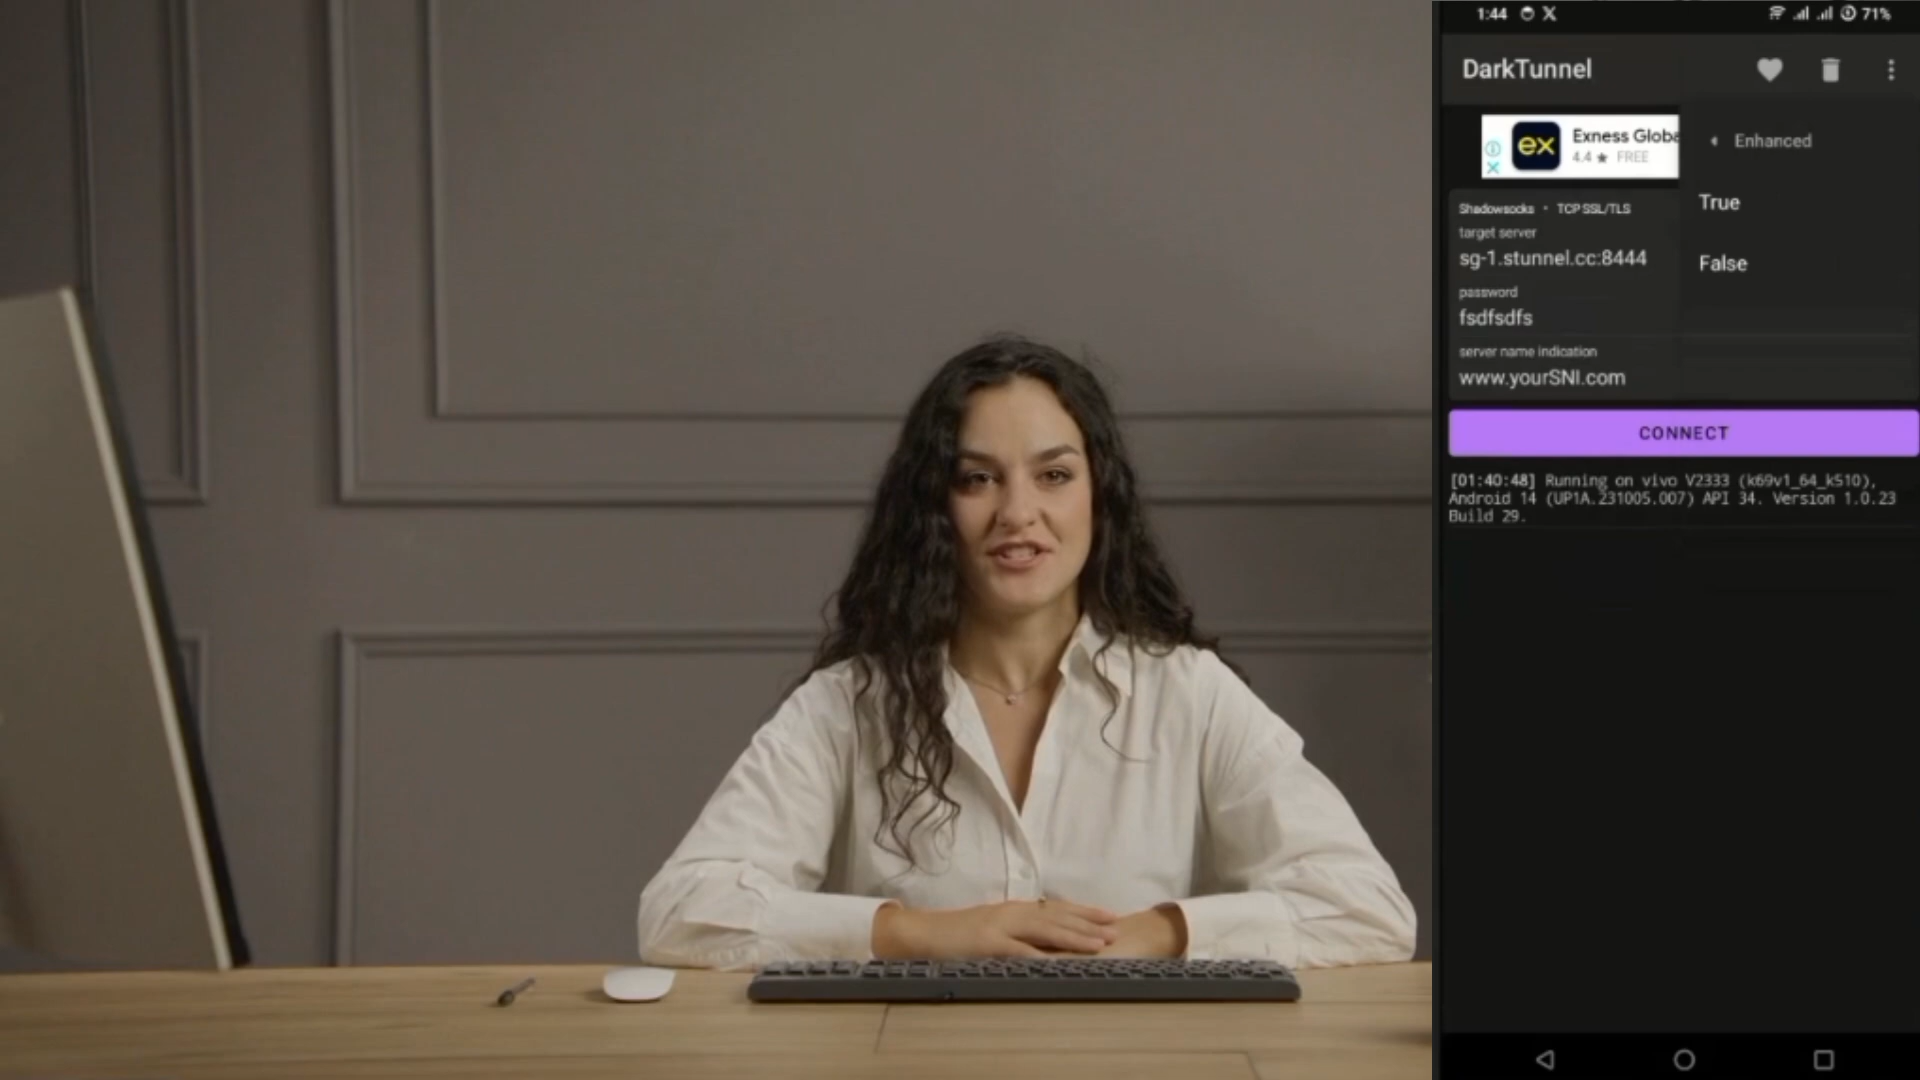 1:44
71%
DarkTunnel
Exness Globa
4.4 ★ FREE
ex
Enhanced
True
False
Shadowsocks • TCP SSL/TLS
target server
sg-1.stunnel.cc:8444
password
fsdfsdfs
server name indication
www.yourSNI.com
CONNECT
[01:40:48] Running on vivo V2333 (k69v1_64_k510),
Android 14 (UP1A.231005.007) API 34. Version 1.0.23
Build 29.